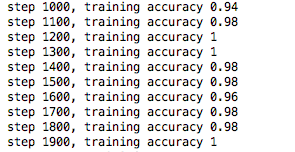 step 1000, training accuracy 0.94
step 1100, training accuracy 0.98
step 1200, training accuracy 1
step 1300, training accuracy 1
step 1400, training accuracy 0.98
step 1500, training accuracy 0.98
step 1600, training accuracy 0.96
step 1700, training accuracy 0.98
step 1800, training accuracy 0.98
step 1900, training accuracy 1